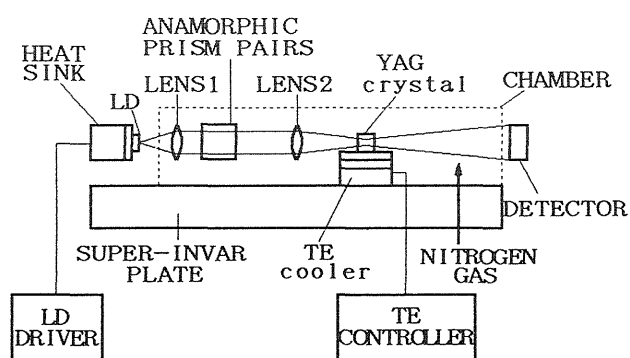 ANAMORPHIC
PRISM PAIRS
HEAT
SINK
LD
LENS1
LENS2
YAG
crystal
CHAMBER
DETECTOR
SUPER-INVAR
PLATE
TE
cooler
NITROGEN
GAS
LD
DRIVER
TE
CONTROLLER